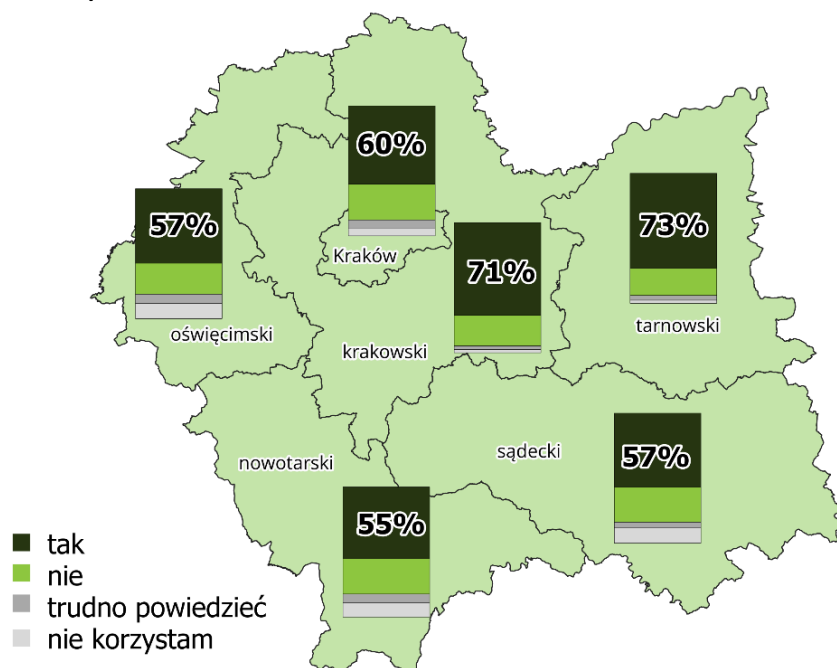 60%
57%
73%
Kraków
71%
oświęcimski
tarnowski
krakowski
nowotarski
sądecki
57%
55%
tak
nie
trudno powiedzieć
nie korzystam